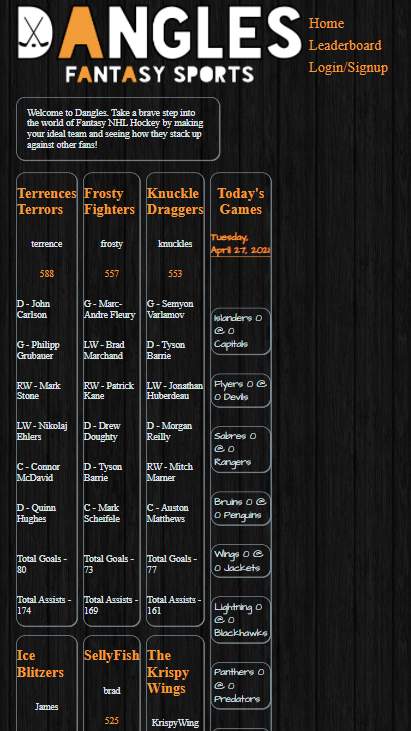 DANGLES
FANTASY SPORTS
Home
Leaderboard
Login/Signup
Welcome to Dangles. Take a brave step into
the world of Fantasy NHL Hockey by making
your ideal team and seeing how they stack up
against other fans!
Terrences
Terrors
terrence
588
D - John
Carlson
G - Philipp
Grubauer
RW - Mark
Stone
LW - Nikolaj
Ehlers
C - Connor
McDavid
D - Quinn
Hughes
Total Goals -
80
Total Assists -
174
Frosty
Fighters
frosty
557
G - Marc-
Andre Fleury
LW - Brad
Marchand
RW - Patrick
Kane
D - Drew
Doughty
D - Tyson
Barrie
C - Mark
Scheifele
Total Goals -
73
Total Assists -
169
Knuckle
Draggers
knuckles
553
G - Semyon
Varlamov
D - Tyson
Barrie
LW - Jonathan
Huberdeau
D - Morgan
Reilly
RW - Mitch
Marner
C - Auston
Matthews
Total Goals -
77
Total Assists -
161
Today's
Games
Tuesday,
April 27, 2021
Islanders 0
@ 0
Capitals
Flyers 0 @
0 Devils
Sabres 0
@ 0
Rangers
Bruins 0 @
0 Penguins
Wings 0 @
0 Jackets
Lightning 0
@ 0
Blackhawks
Panthers 0
@ 0
Predators
Ice
Blitzers
James
SellyFish
brad
525
The
Krispy
Wings
KrispyWing